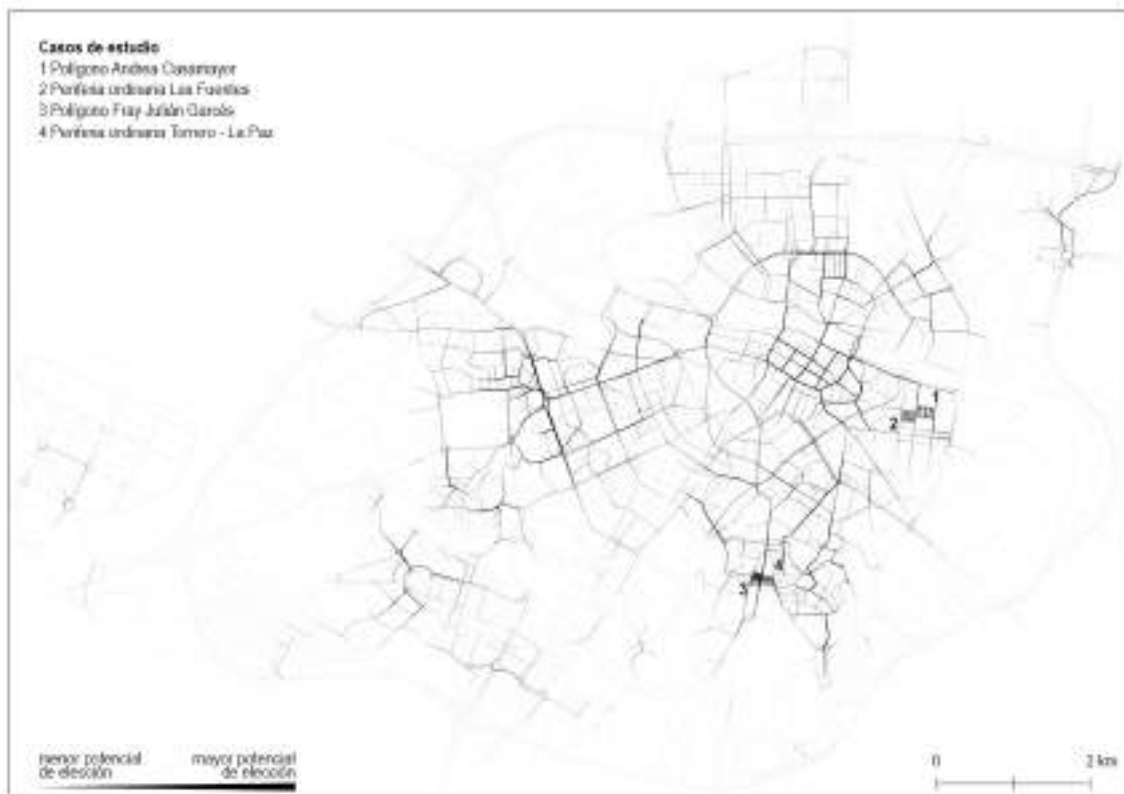 Casos de estudio
1 Polígono Andrea Casamayor
2 Periferia ordinaria Las Fuentes
3 Polígono Fray Julián Garcés
4 Periferia ordinaria Torrero - La Paz
1
2
4
3
menor potencial
de elección
mayor potencial
de elección
0
2 km